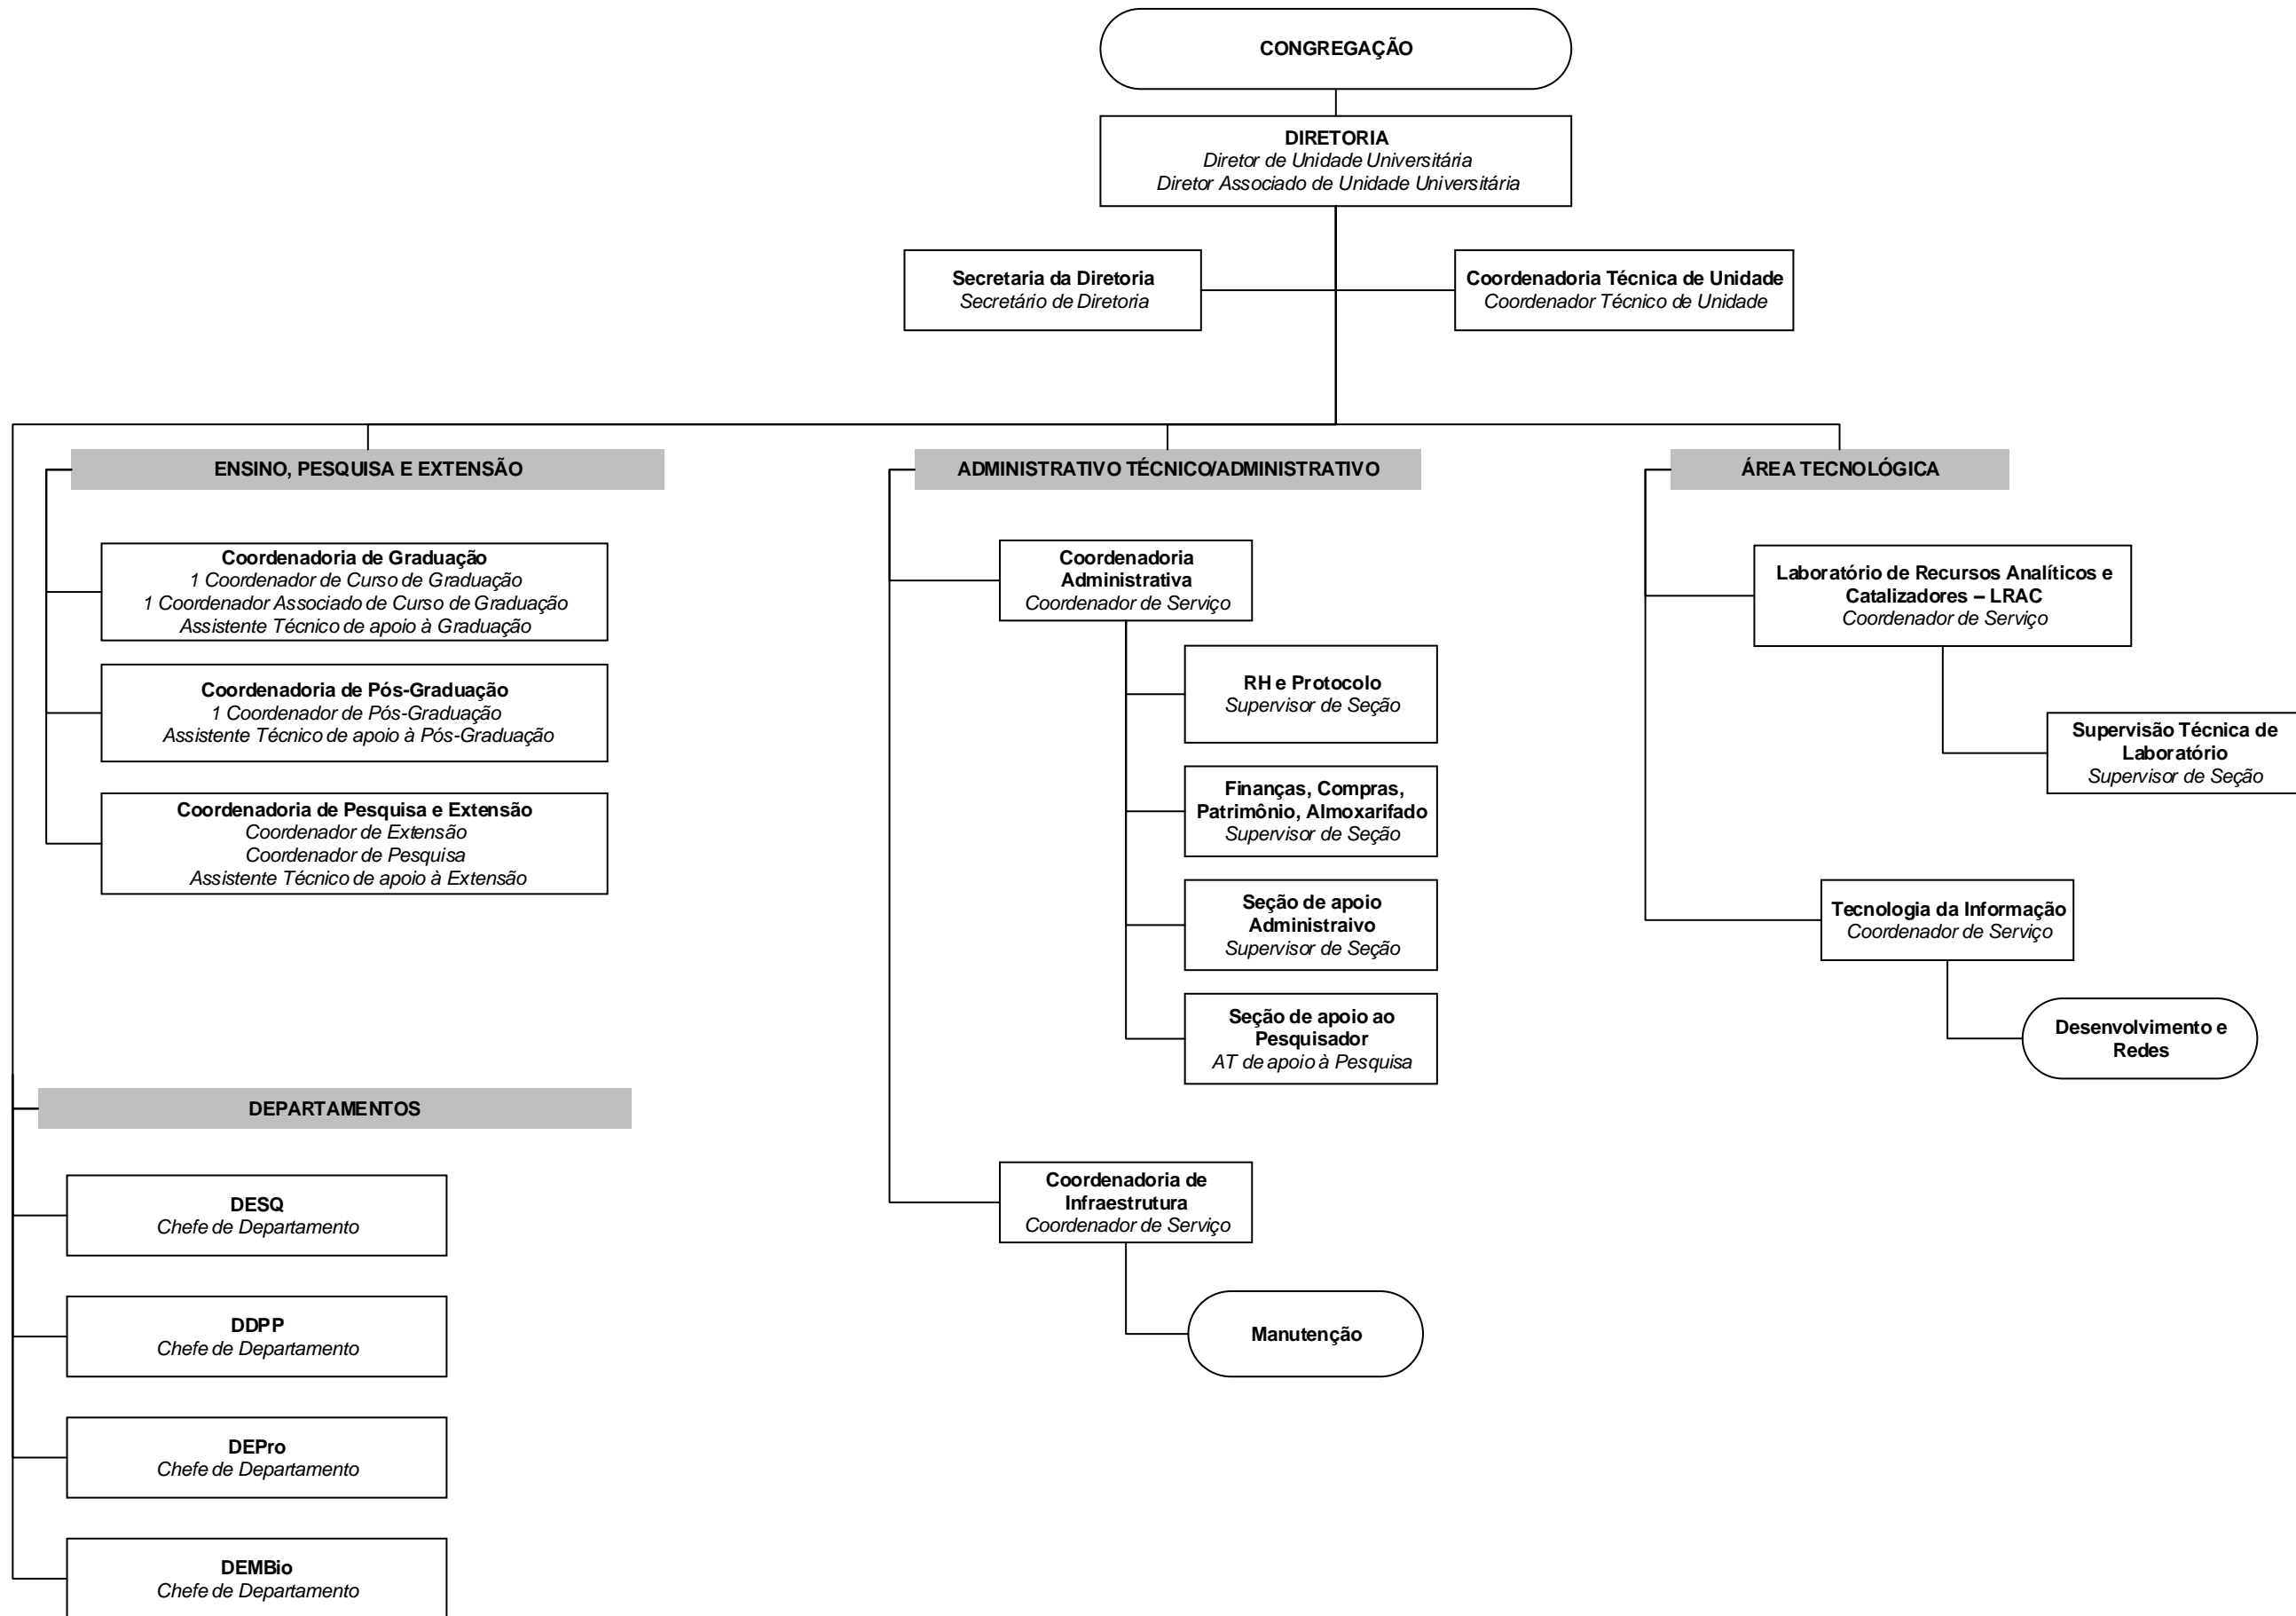 CONGREGAÇÃO
DIRETORIA
Diretor de Unidade Universitária
Diretor Associado de Unidade Universitária
Secretaria da Diretoria
Secretário de Diretoria
Coordenadoria Técnica de Unidade
Coordenador Técnico de Unidade
ENSINO, PESQUISA E EXTENSÃO
Coordenadoria de Graduação
1 Coordenador de Curso de Graduação
1 Coordenador Associado de Curso de Graduação
Assistente Técnico de apoio à Graduação
Coordenadoria de Pós-Graduação
1 Coordenador de Pós-Graduação
Assistente Técnico de apoio à Pós-Graduação
Coordenadoria de Pesquisa e Extensão
Coordenador de Extensão
Coordenador de Pesquisa
Assistente Técnico de apoio à Extensão
DEPARTAMENTOS
DESQ
Chefe de Departamento
DDPP
Chefe de Departamento
DEPro
Chefe de Departamento
DEMBio
Chefe de Departamento
ADMINISTRATIVO TÉCNICO/ADMINISTRATIVO
Coordenadoria
Administrativa
Coordenador de Serviço
RH e Protocolo
Supervisor de Seção
Finanças, Compras,
Patrimônio, Almoxarifado
Supervisor de Seção
Seção de apoio
Administraivo
Supervisor de Seção
Seção de apoio ao
Pesquisador
AT de apoio à Pesquisa
Coordenadoria de
Infraestrutura
Coordenador de Serviço
Manutenção
ÁREA TECNOLÓGICA
Laboratório de Recursos Analíticos e
Catalizadores – LRAC
Coordenador de Serviço
Supervisão Técnica de
Laboratório
Supervisor de Seção
Tecnologia da Informação
Coordenador de Serviço
Desenvolvimento e
Redes